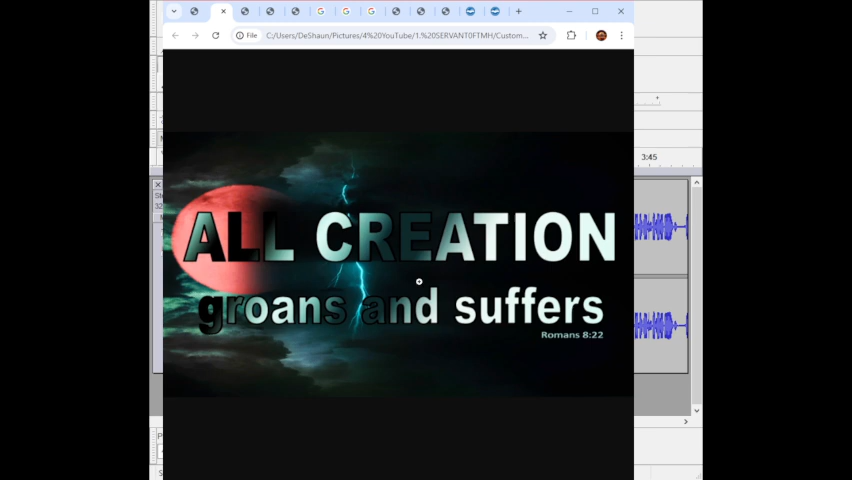 File
C:/Users/DeShaun/Pictures/4%20YouTube/1.%20SERVANT0FTMH/Custom...
3:45
ALL CREATION
groans and suffers
Romans 8:22